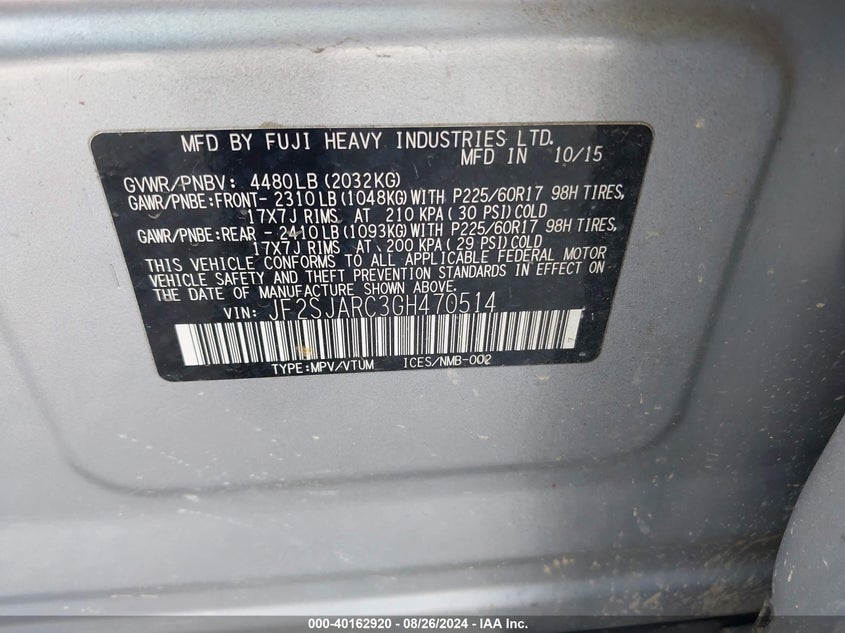 MFD BY FUJI HEAVY INDUSTRIES LTD.
MFD IN 10/15
GVWR/PNBV: 4480LB(2032KG)
GAWR/PNBE:FRONT- 2310LB(1048KG)WITH P225/60R17 98H TIRES,
17X7J RIMS AT 210 KPA(30 PSI)COLD
GAWR/PNBE:REAR - 2410LB(1093KG)WITH P225/60R17 98H TIRES,
17X7J RIMS AT 200 KPA(29 PSI)COLD
THIS VEHICLE CONFORMS TO ALL APPLICABLE FEDERAL MOTOR
VEHICLE SAFETY AND THEFT PREVENTION STANDARDS IN EFFECT ON
THE DATE OF MANUFACTURE SHOWN ABOVE.
VIN: JF2SJARC3GH470514
TYPE:MPV/VTUM ICES/NMB-002
000-40162920 - 08/26/2024 - IAA Inc.